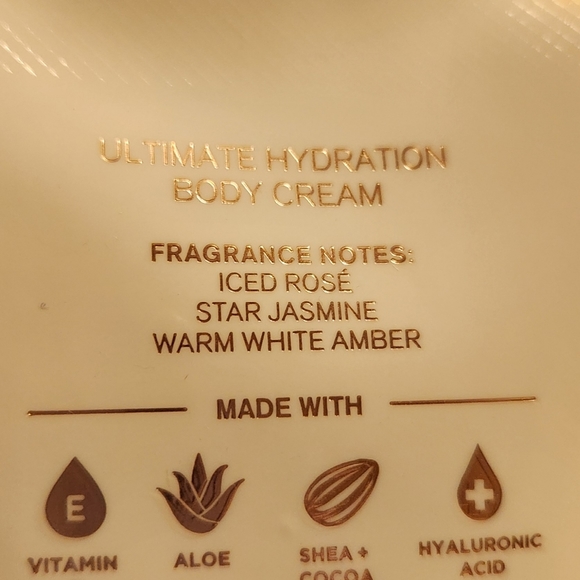 ULTIMATE HYDRATION
BODY CREAM
FRAGRANCE NOTES:
ICED ROSÉ
STAR JASMINE
WARM WHITE AMBER
MADE WITH
E
VITAMIN
ALOE
SHEA +
COCOA
HYALURONIC
ACID